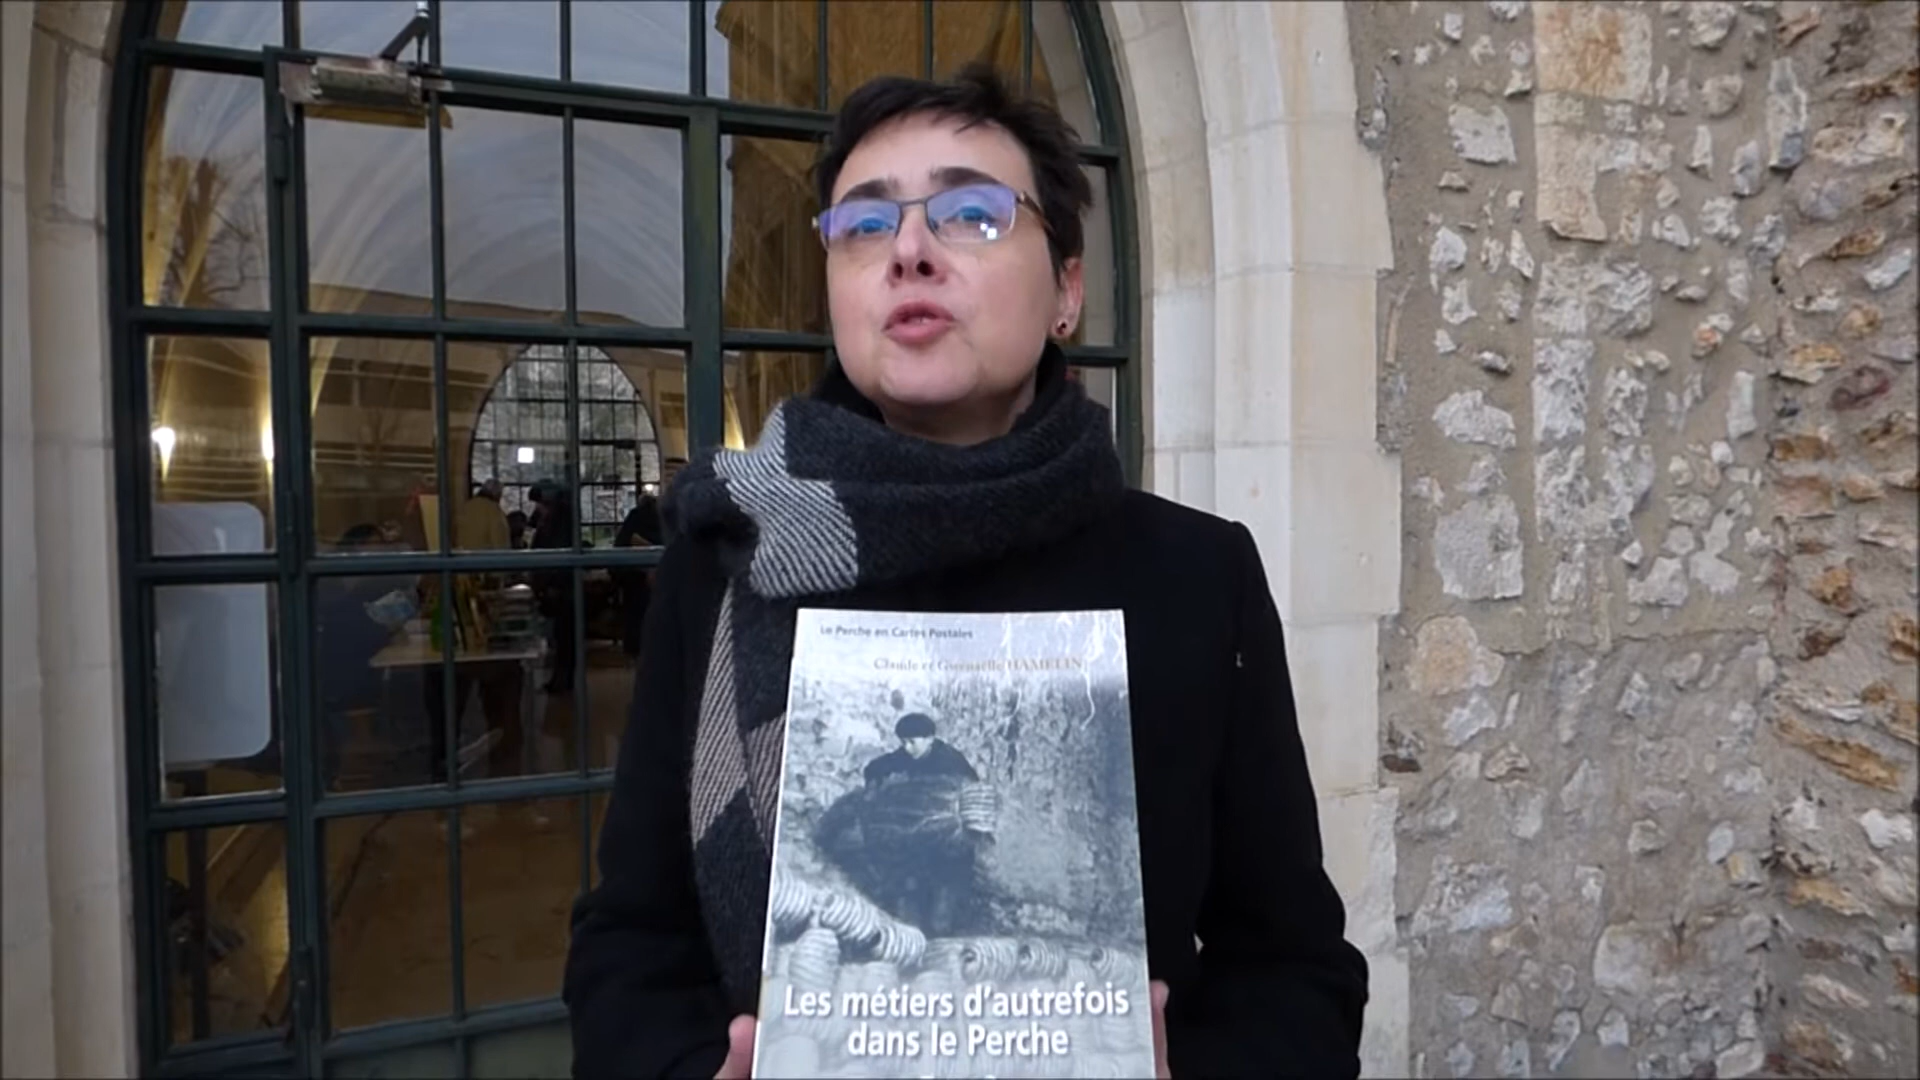 Le Perche en Cartes Postales
Claude et Gwenaëlle HAMELIN
Les métiers d'autrefois
dans le Perche